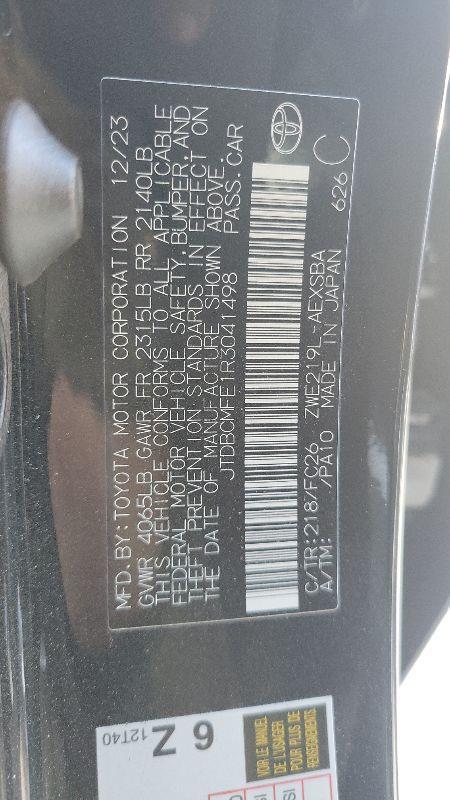 MFD. BY: TOYOTA MOTOR CORPORATION 12/23
GVWR 4065LB GAWR FR 2315LB RR 2140LB
THIS VEHICLE CONFORMS TO ALL APPLICABLE
FEDERAL MOTOR VEHICLE SAFETY, BUMPER, AND
THEFT PREVENTION STANDARDS IN EFFECT ON
THE DATE OF MANUFACTURE SHOWN ABOVE.
JTDBCMFE1R3041498 PASS. CAR
C/TR: 218/FC26 ZWE219L-AEXSBA
A/TM: /PA10 MADE IN JAPAN
626 C
6 Z
12T40
VOIR LE MANUEL
DE L'USAGER
POUR PLUS DE
RENSEIGNEMENTS